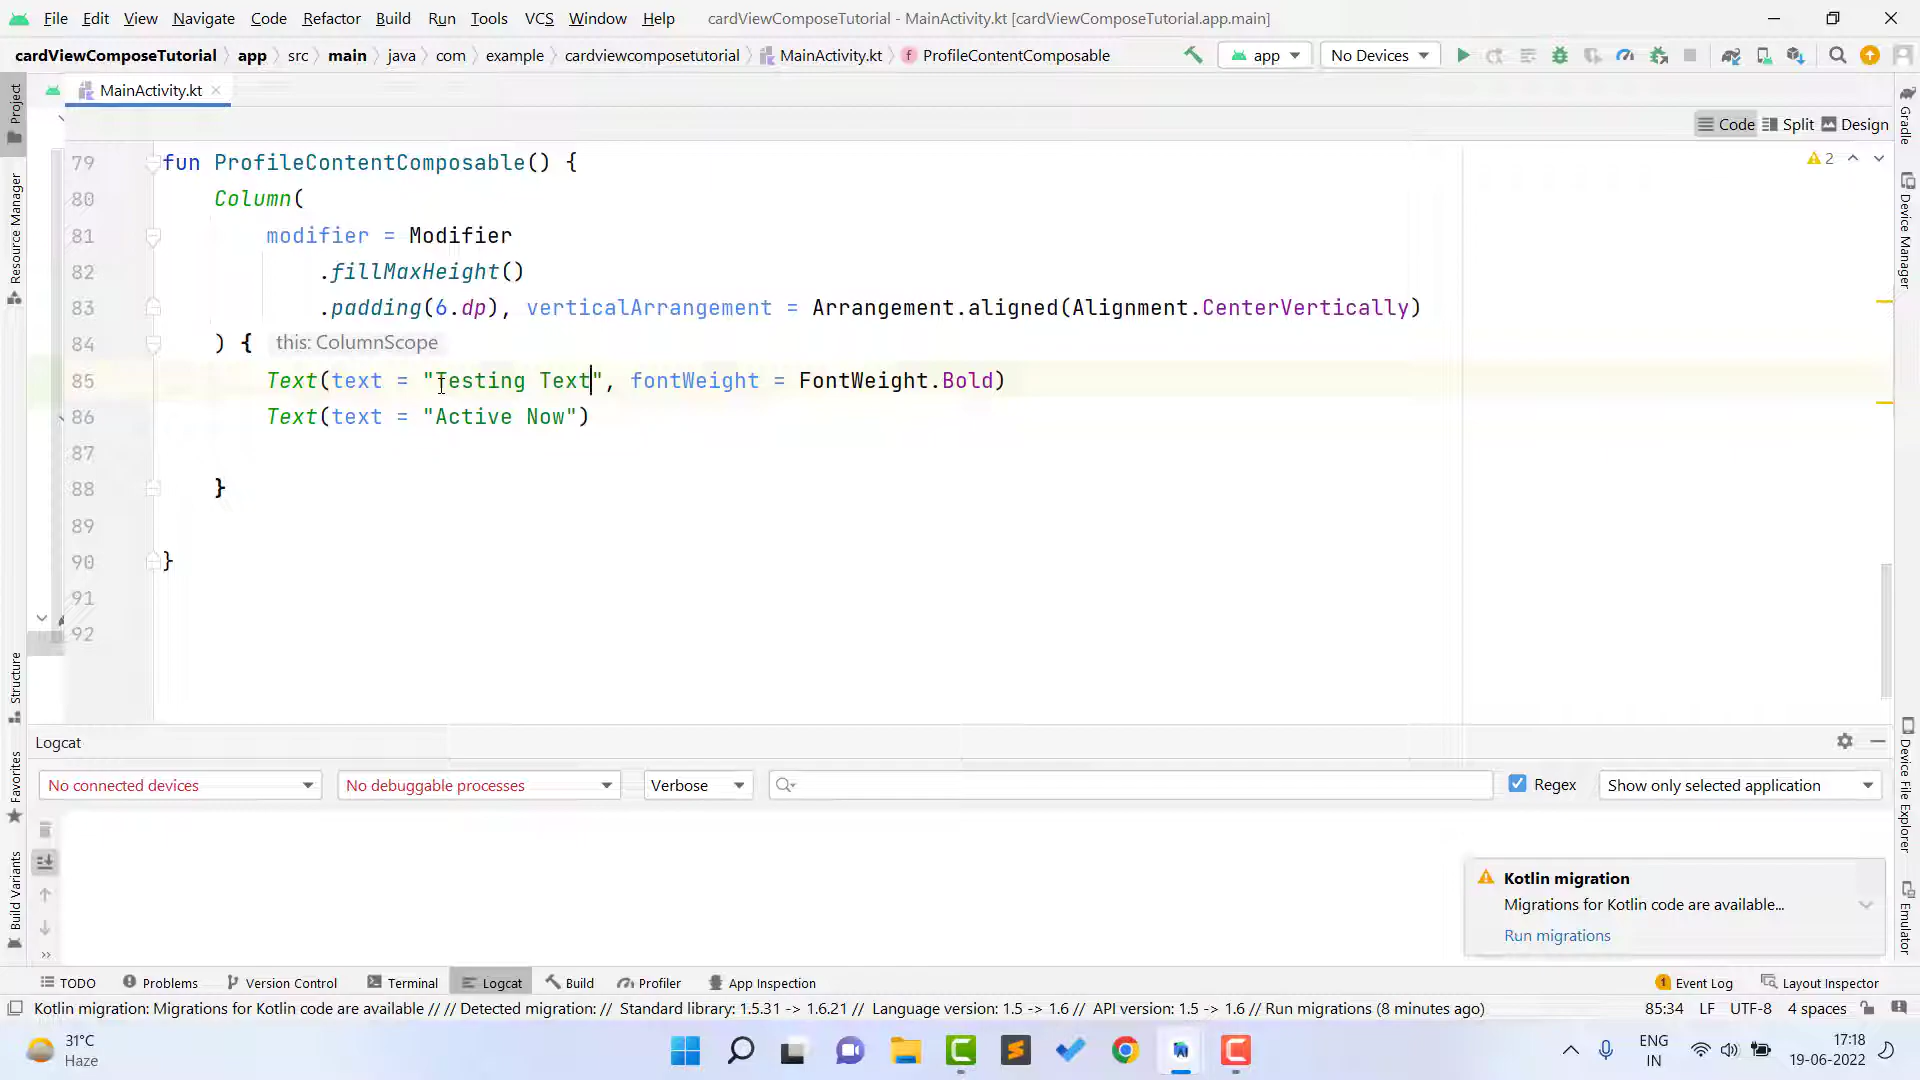 File Edit View Navigate Code Refactor Build Run Tools VCS Window Help cardViewComposeTutorial - MainActivity.kt [cardViewComposeTutorial.app.main]
cardViewComposeTutorial app src main java com example cardviewcomposetutorial MainActivity.kt ProfileContentComposable app No Devices
MainActivity.kt
Code Split Design
79 fun ProfileContentComposable() { 2
80 Column(
81 modifier = Modifier
82 .fillMaxHeight()
83 .padding(6.dp), verticalArrangement = Arrangement.aligned(Alignment.CenterVertically)
84 ) { this: ColumnScope
85 Text(text = "Testing Text", fontWeight = FontWeight.Bold)
86 Text(text = "Active Now")
87
88 }
89
90 }
91
92
Project
Resource Manager
Structure
Favorites
Build Variants
Gradle
Device Manager
Device File Explorer
Emulator
Logcat
No connected devices No debuggable processes Verbose Regex Show only selected application
Kotlin migration
Migrations for Kotlin code are available...
Run migrations
TODO Problems Version Control Terminal Logcat Build Profiler App Inspection 1 Event Log Layout Inspector
Kotlin migration: Migrations for Kotlin code are available // // Detected migration: // Standard library: 1.5.31 -> 1.6.21 // Language version: 1.5 -> 1.6 // API version: 1.5 -> 1.6 // Run migrations (8 minutes ago) 85:34 LF UTF-8 4 spaces
31°C
Haze
ENG
IN
17:18
19-06-2022